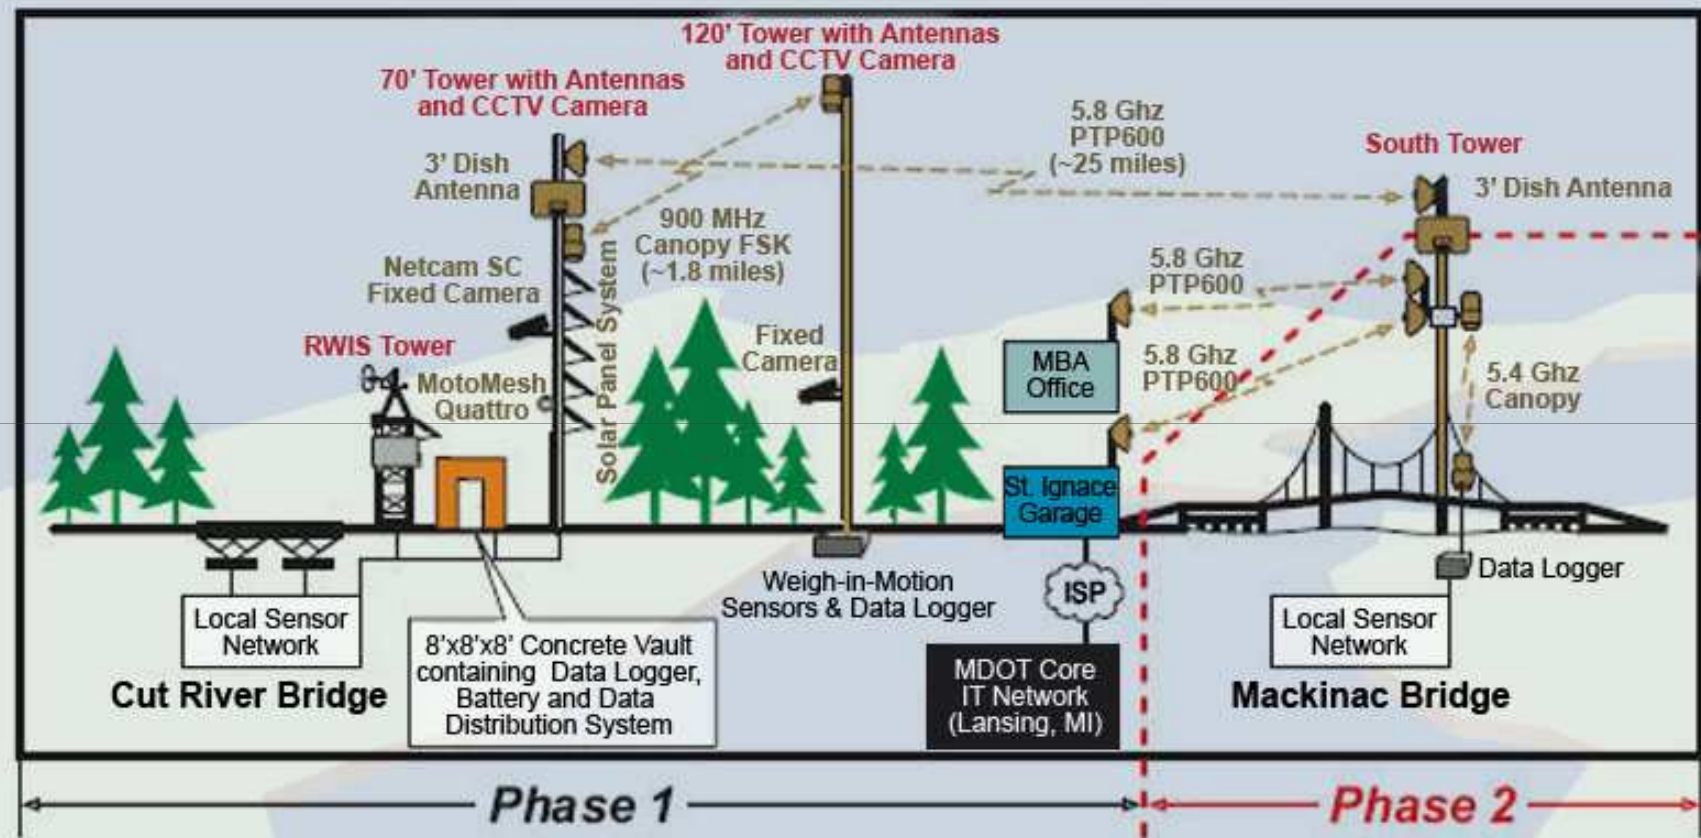 120' Tower with Antennas
and CCTV Camera
70' Tower with Antennas
and CCTV Camera
5.8 Ghz
PTP600
(~25 miles)
South Tower
3' Dish
Antenna
3' Dish Antenna
900 MHz
Canopy FSK
(~1.8 miles)
Netcam SC
Fixed Camera
Solar Panel System
5.8 Ghz
PTP600
RWIS Tower
Fixed
Camera
MBA
Office
5.8 Ghz
PTP600
5.4 Ghz
Canopy
MotoMesh
Quattro
St. Ignace
Garage
Weigh-in-Motion
Sensors & Data Logger
ISP
Data Logger
Local Sensor
Network
8'x8'x8' Concrete Vault
containing Data Logger,
Battery and Data
Distribution System
MDOT Core
IT Network
(Lansing, MI)
Local Sensor
Network
Cut River Bridge
Mackinac Bridge
Phase 1
Phase 2